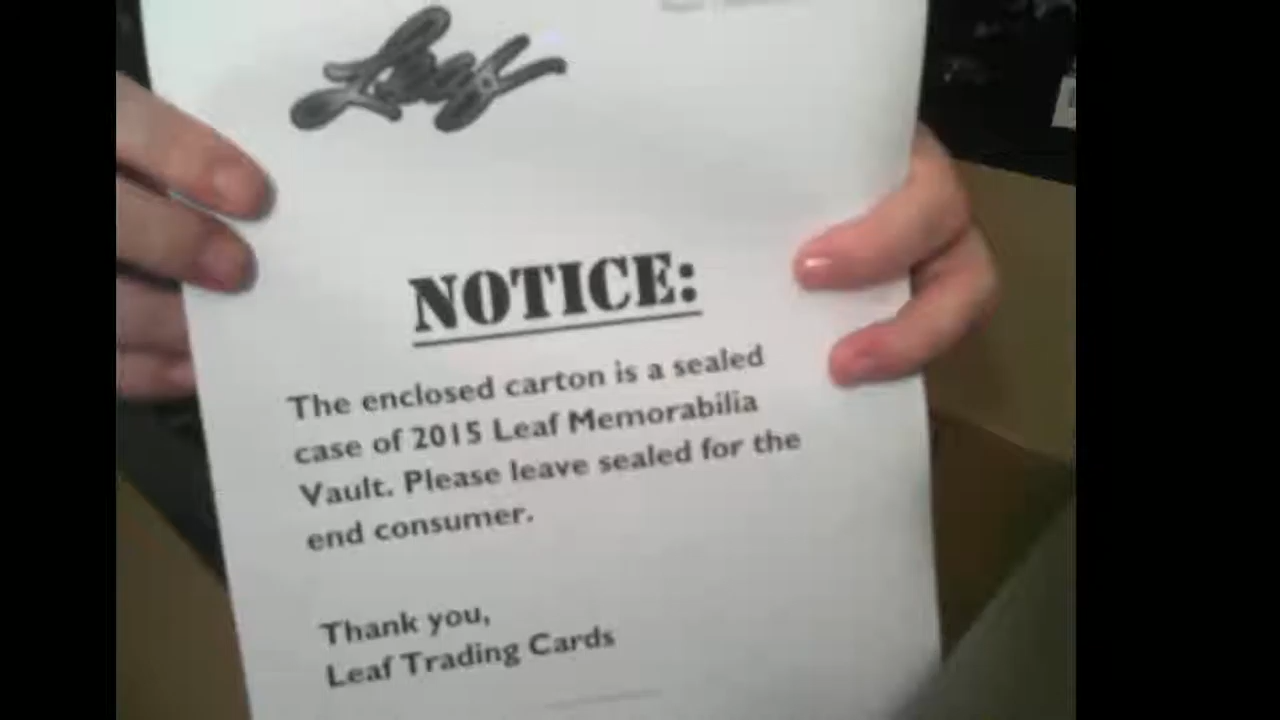 Leaf
NOTICE:
The enclosed carton is a sealed
case of 2015 Leaf Memorabilia
Vault. Please leave sealed for the
end consumer.
Thank you,
Leaf Trading Cards